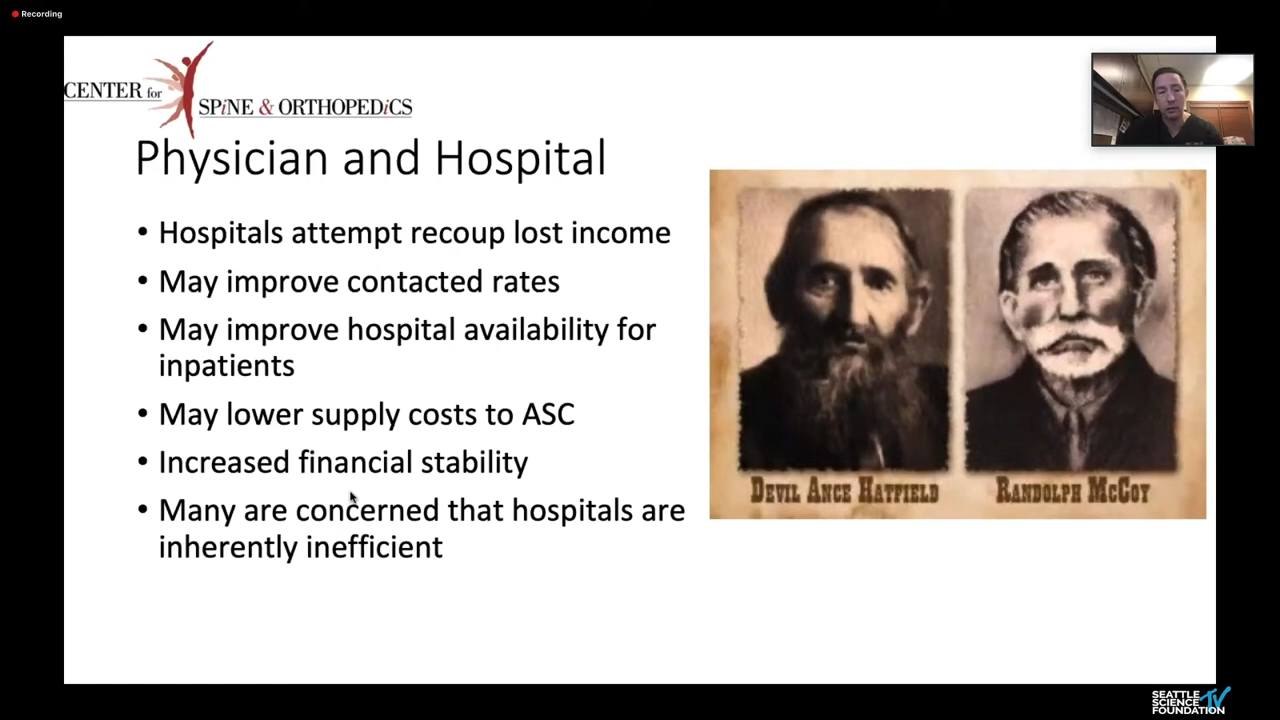 Recording
CENTER for
SPiNE & ORTHOPEDiCS
Physician and Hospital
• Hospitals attempt recoup lost income
• May improve contacted rates
• May improve hospital availability for
inpatients
• May lower supply costs to ASC
• Increased financial stability
• Many are concerned that hospitals are
inherently inefficient
DEVIL ANCE HATFIELD
RANDOLPH MCCOY
SEATTLE
SCIENCE
FOUNDATION
TV